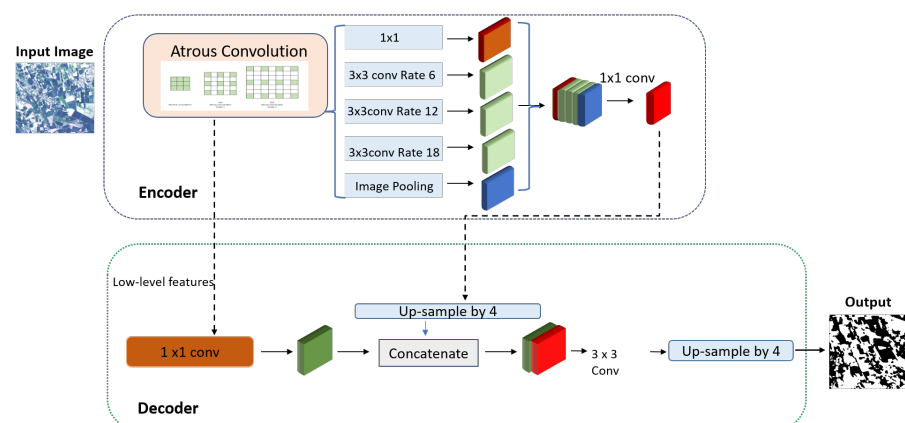 Input Image
Atrous Convolution
1x1
3x3 conv Rate 6
3x3conv Rate 12
3x3conv Rate 18
Image Pooling
1x1 conv
Encoder
Low-level features
Up-sample by 4
1 x1 conv
Concatenate
3 x 3
Conv
Up-sample by 4
Output
Decoder